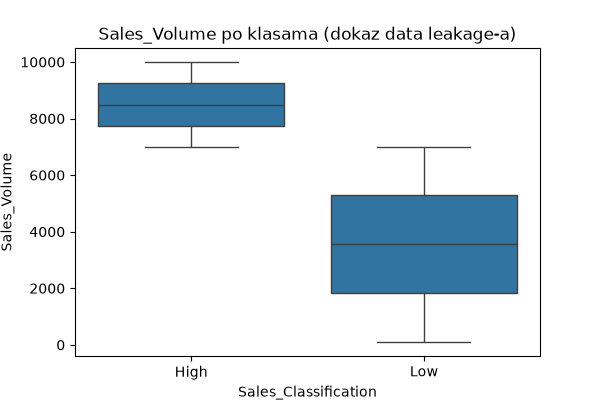 Sales_Volume po klasama (dokaz data leakage-a)
10000
8000
6000
4000
2000
0
Sales_Volume
High
Low
Sales_Classification